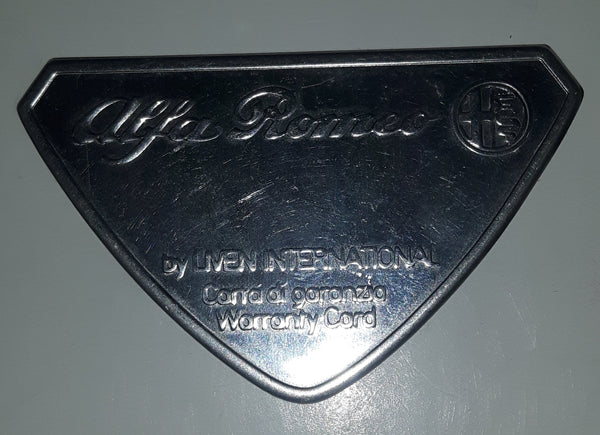 Alfa Romeo
by LIVEN INTERNATIONAL
Carta di garanzia
Warranty Card